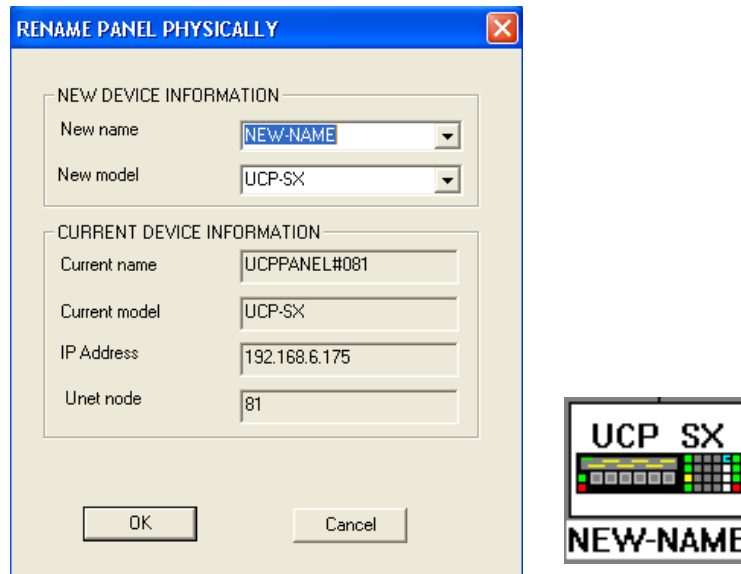 RENAME PANEL PHYSICALLY
NEW DEVICE INFORMATION
New name NEW-NAME
New model UCP-SX
CURRENT DEVICE INFORMATION
Current name UCPPANEL#081
Current model UCP-SX
IP Address 192.168.6.175
Unet node 81
OK Cancel
UCP SX
NEW-NAME